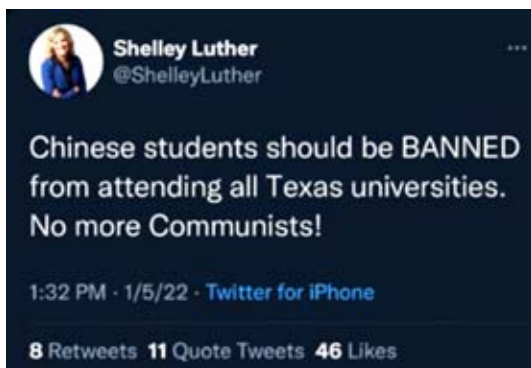 Shelley Luther
@ShelleyLuther
Chinese students should be BANNED
from attending all Texas universities.
No more Communists!
1:32 PM · 1/5/22 · Twitter for iPhone
8 Retweets 11 Quote Tweets 46 Likes